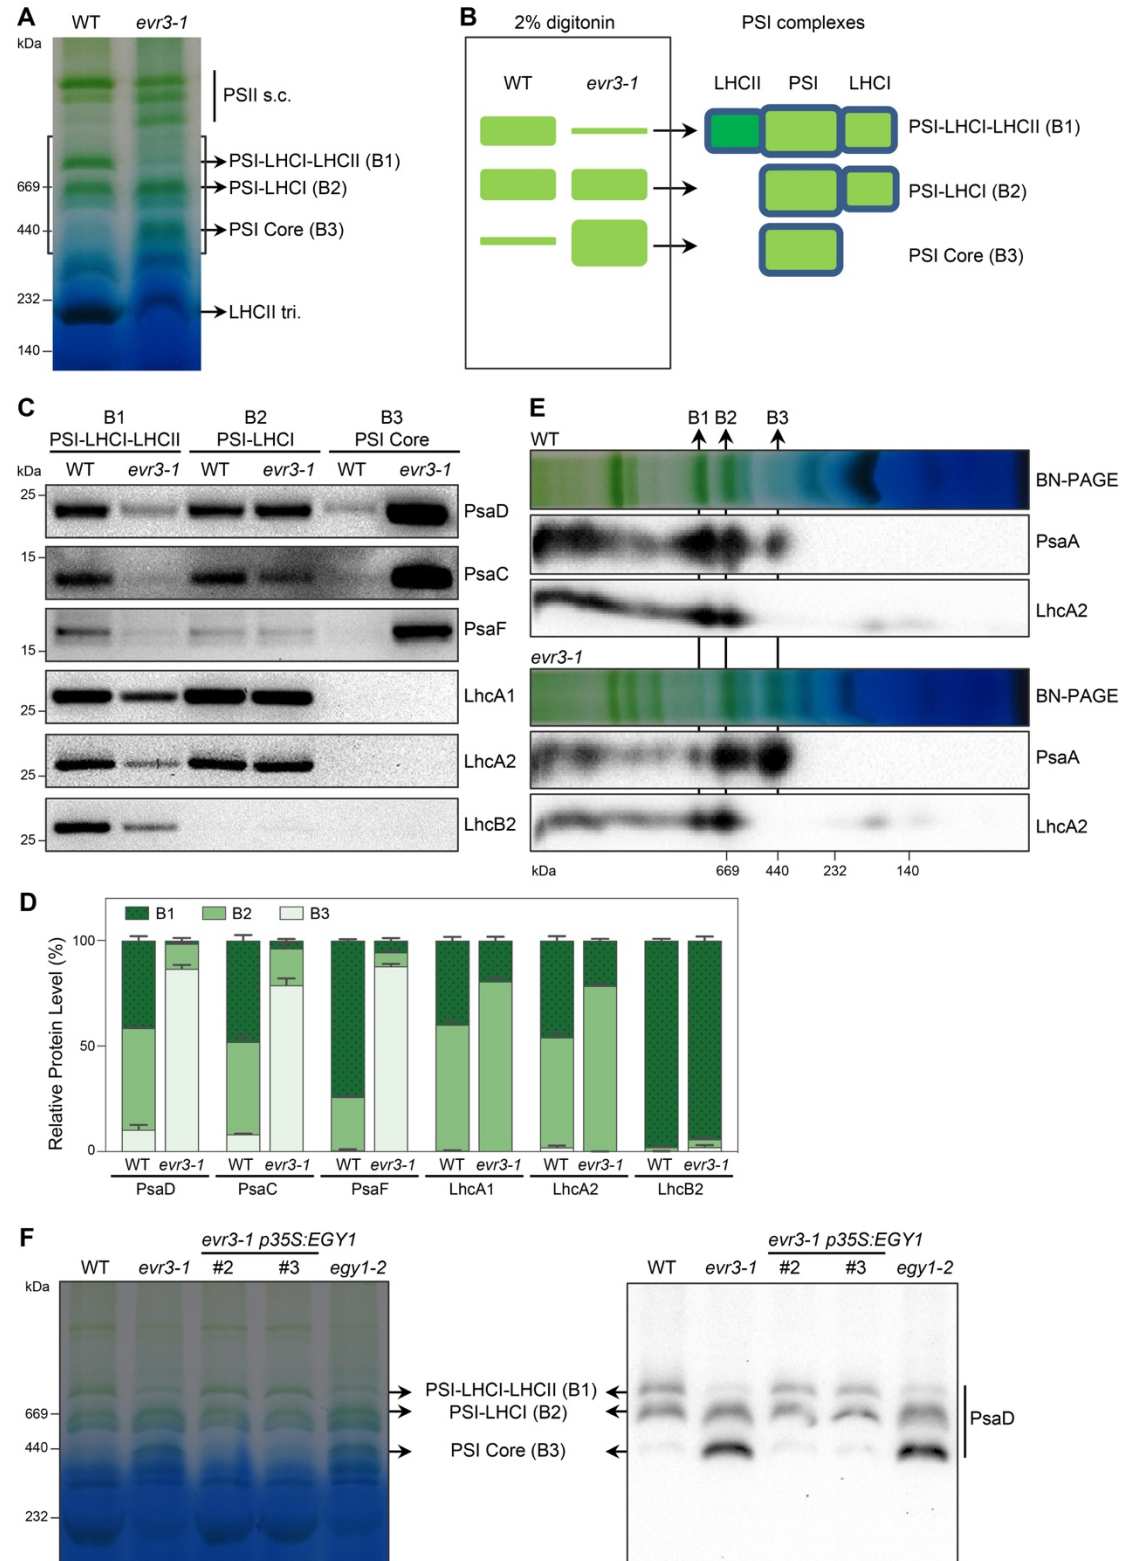 A
WT evr3-1
kDa
PSII s.c.
PSI-LHCI-LHCII (B1)
669
PSI-LHCI (B2)
440
PSI Core (B3)
232
LHCII tri.
140
B
2% digitonin PSI complexes
WT evr3-1 LHCII PSI LHCI
PSI-LHCI-LHCII (B1)
PSI-LHCI (B2)
PSI Core (B3)
C
B1 B2 B3
PSI-LHCI-LHCII PSI-LHCI PSI Core
kDa WT evr3-1 WT evr3-1 WT evr3-1
25 PsaD
15 PsaC
15 PsaF
25 LhcA1
25 LhcA2
25 LhcB2
E
B1 B2 B3
WT
BN-PAGE
PsaA
LhcA2
evr3-1
BN-PAGE
PsaA
LhcA2
kDa 669 440 232 140
D
B1 B2 B3
Relative Protein Level (%)
100
50
0
WT evr3-1 WT evr3-1 WT evr3-1 WT evr3-1 WT evr3-1 WT evr3-1
PsaD PsaC PsaF LhcA1 LhcA2 LhcB2
F
evr3-1 p35S:EGY1
WT evr3-1 #2 #3 egy1-2
kDa
669
440
232
PSI-LHCI-LHCII (B1)
PSI-LHCI (B2)
PSI Core (B3)
evr3-1 p35S:EGY1
WT evr3-1 #2 #3 egy1-2
PsaD